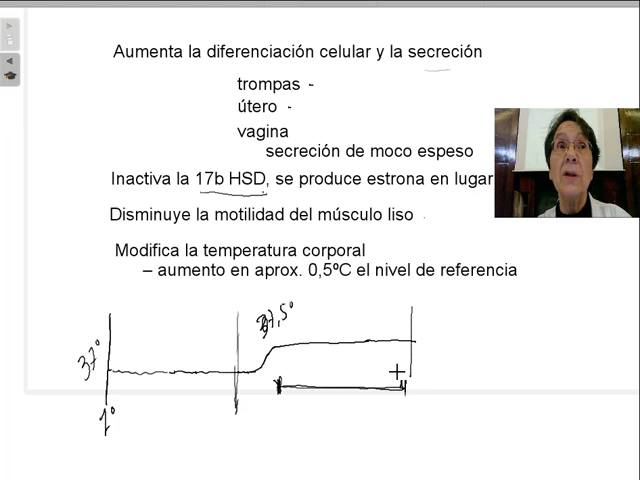 Aumenta la diferenciación celular y la secreción
trompas -
útero -
vagina
secreción de moco espeso
Inactiva la 17b HSD, se produce estrona en lugar
Disminuye la motilidad del músculo liso
Modifica la temperatura corporal
– aumento en aprox. 0,5ºC el nivel de referencia
37,5°
37°
1°